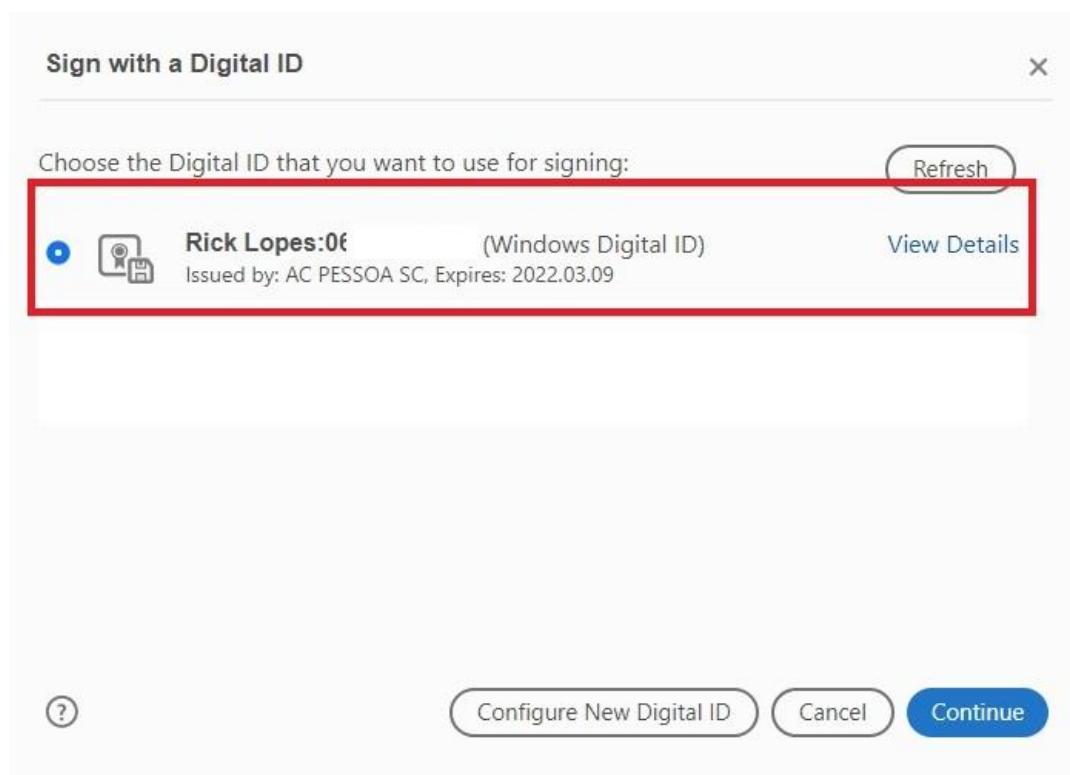 Sign with a Digital ID
Choose the Digital ID that you want to use for signing:
Refresh
Rick Lopes:06 (Windows Digital ID)
View Details
Issued by: AC PESSOA SC, Expires: 2022.03.09
Configure New Digital ID
Cancel
Continue